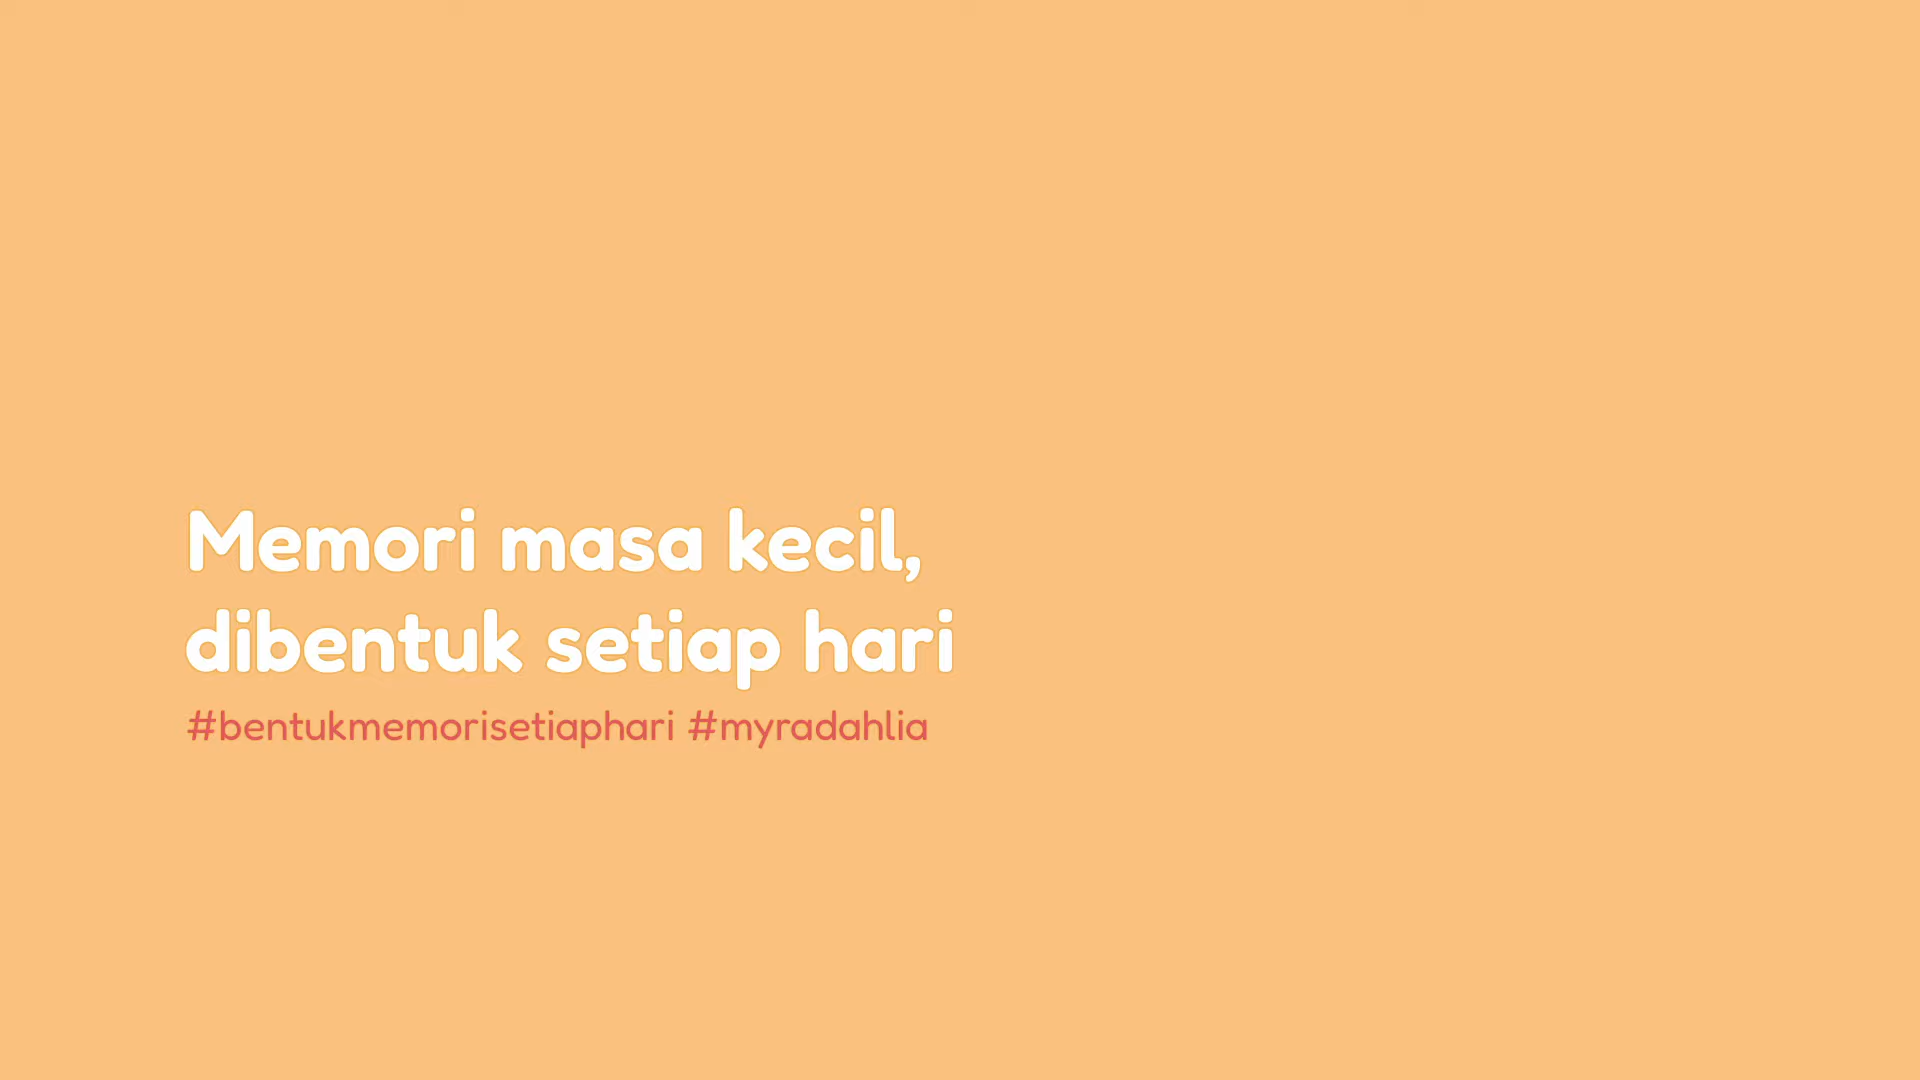 Memori masa kecil,
dibentuk setiap hari
#bentukmemorisetiaphari #myradahlia